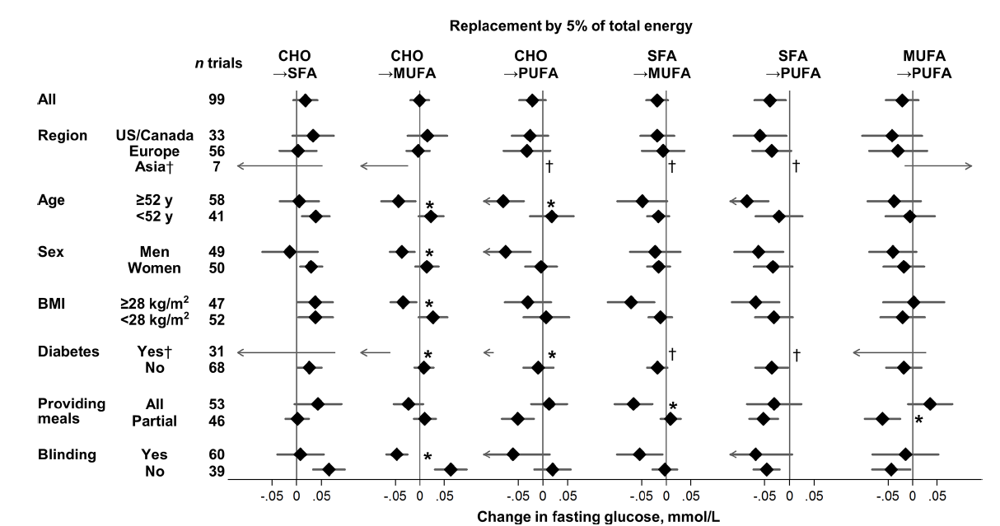 Replacement by 5% of total energy
n trials
CHO →SFA
CHO →MUFA
CHO →PUFA
SFA →MUFA
SFA →PUFA
MUFA →PUFA
All 99
Region US/Canada 33
Europe 56
Asia† 7 † † †
Age ≥52 y 58 * *
<52 y 41
Sex Men 49 *
Women 50
BMI ≥28 kg/m² 47 *
<28 kg/m² 52
Diabetes Yes† 31 * * † †
No 68
Providing meals All 53 *
Partial 46 *
Blinding Yes 60 *
No 39
-.05 0 .05 -.05 0 .05 -.05 0 .05 -.05 0 .05 -.05 0 .05 -.05 0 .05
Change in fasting glucose, mmol/L